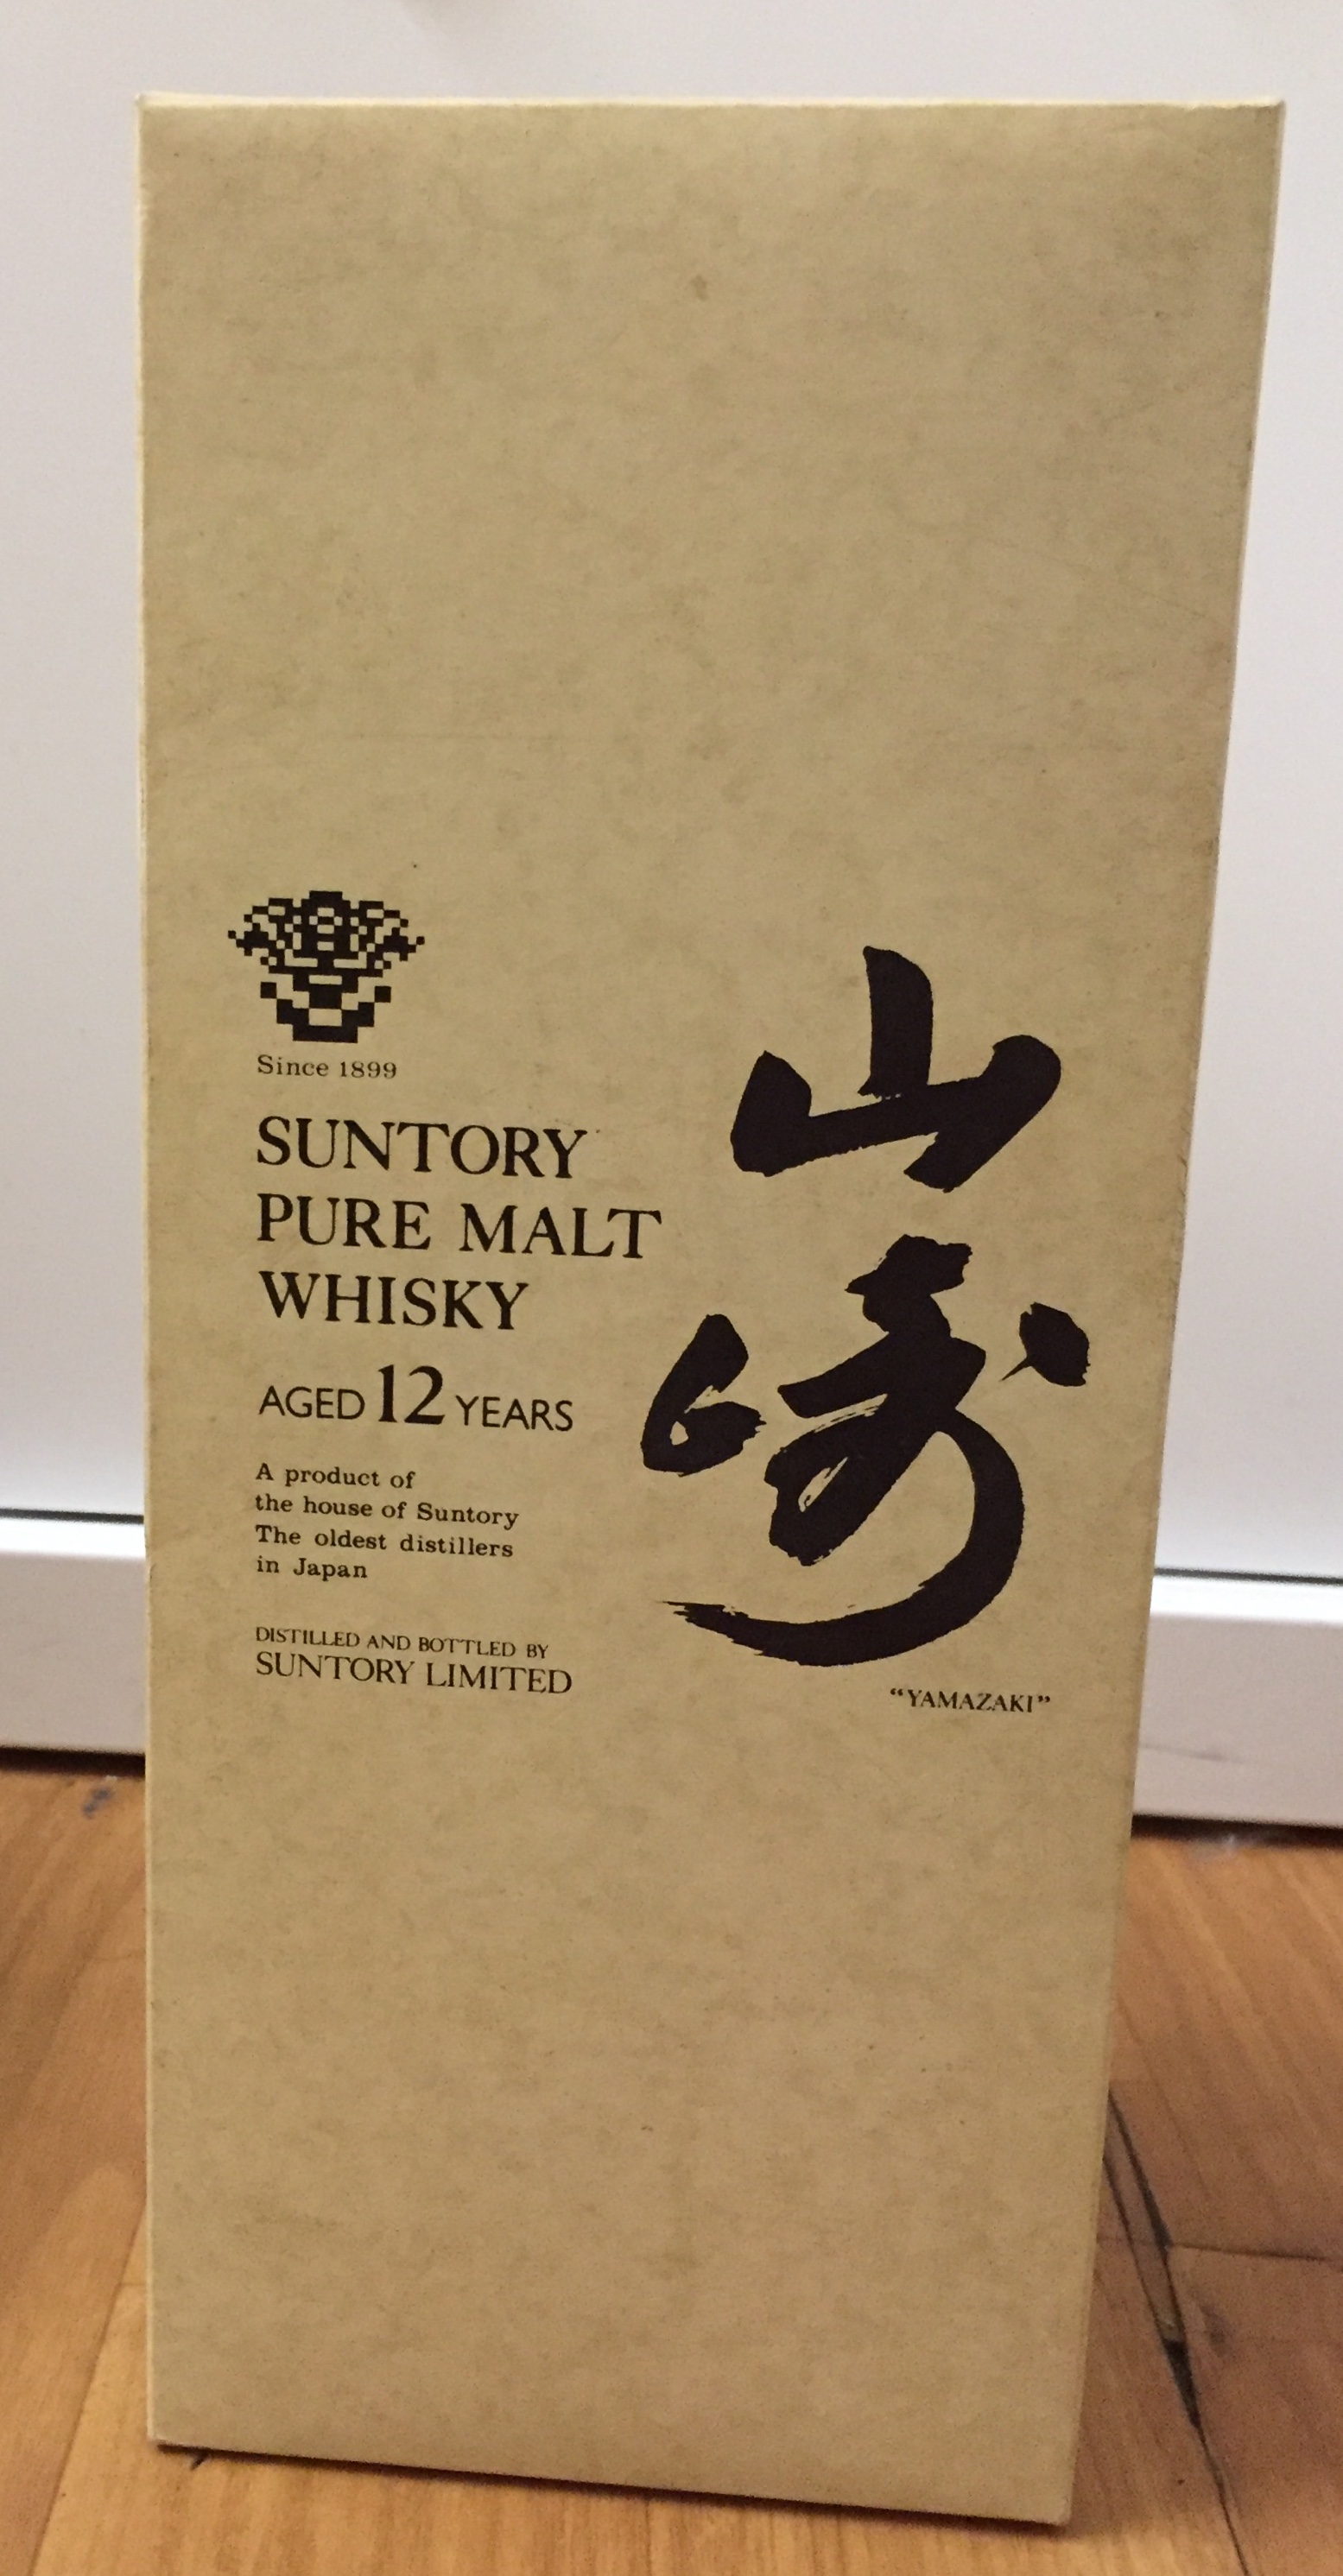 Since 1899
SUNTORY
PURE MALT
WHISKY
AGED 12 YEARS
A product of
the house of Suntory
The oldest distillers
in Japan
DISTILLED AND BOTTLED BY
SUNTORY LIMITED
山
崎
“YAMAZAKI”